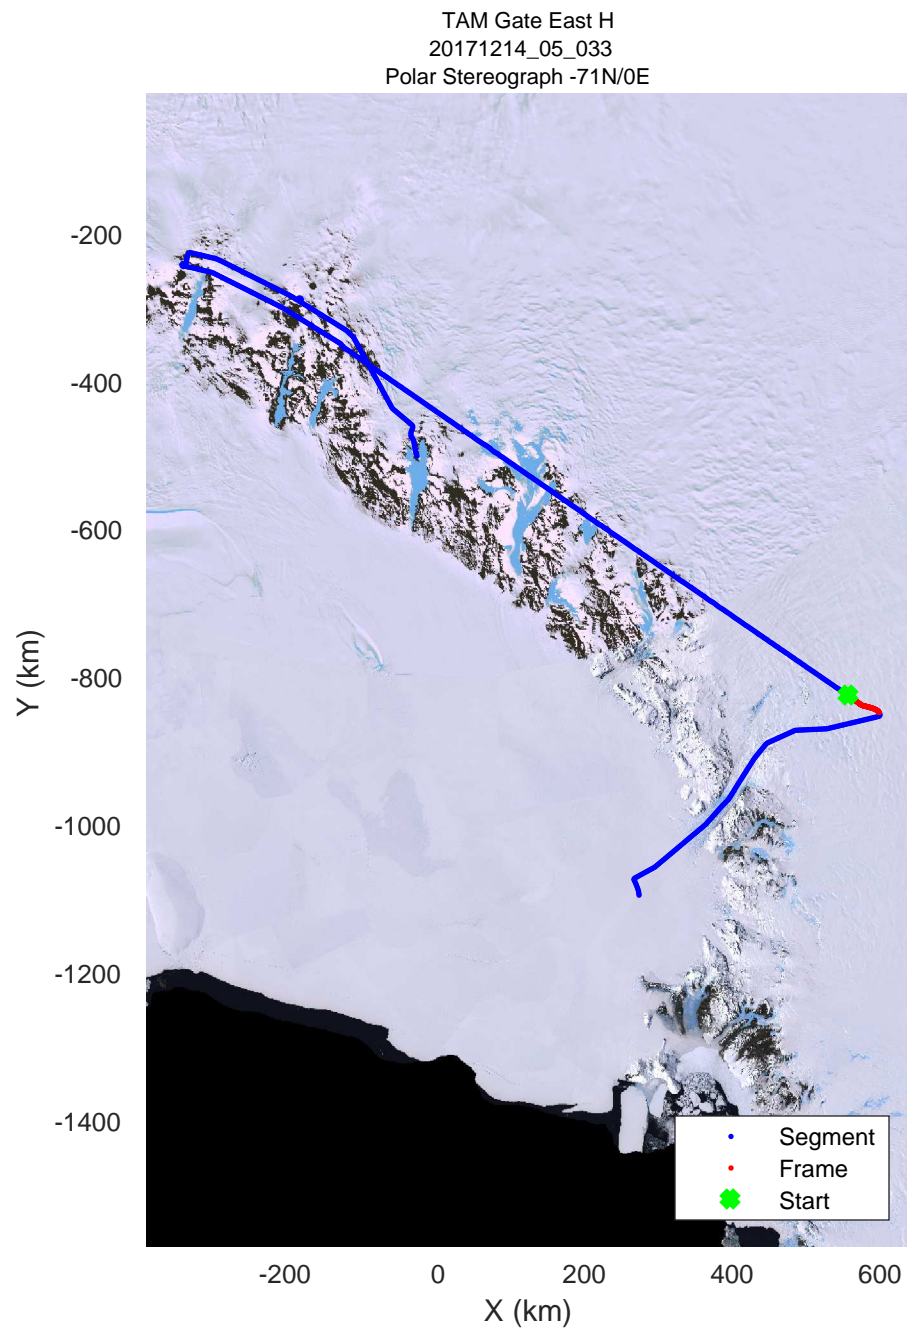 TAM Gate East H
20171214_05_033
Polar Stereograph -71N/0E
-200
-400
-600
-800
-1000
-1200
-1400
Y (km)
Segment
Frame
Start
-200 0 200 400 600
X (km)